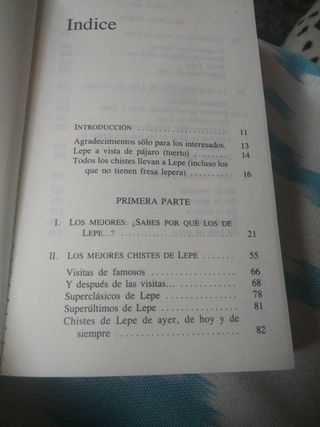 Indice
INTRODUCCIÓN .......................... 11
Agradecimientos sólo para los interesados. 13
Lepe a vista de pájaro (tuerto) ............. 14
Todos los chistes llevan a Lepe (incluso los
que no tienen fresa lepera) .............. 16
PRIMERA PARTE
I. LOS MEJORES: ¿SABES POR QUÉ LOS DE
LEPE...? ............................. 21
II. LOS MEJORES CHISTES DE LEPE ........ 55
Visitas de famosos ..................... 66
Y después de las visitas... ............... 68
Superclásicos de Lepe .................. 78
Superúltimos de Lepe .................. 81
Chistes de Lepe de ayer, de hoy y de
siempre .............................. 82